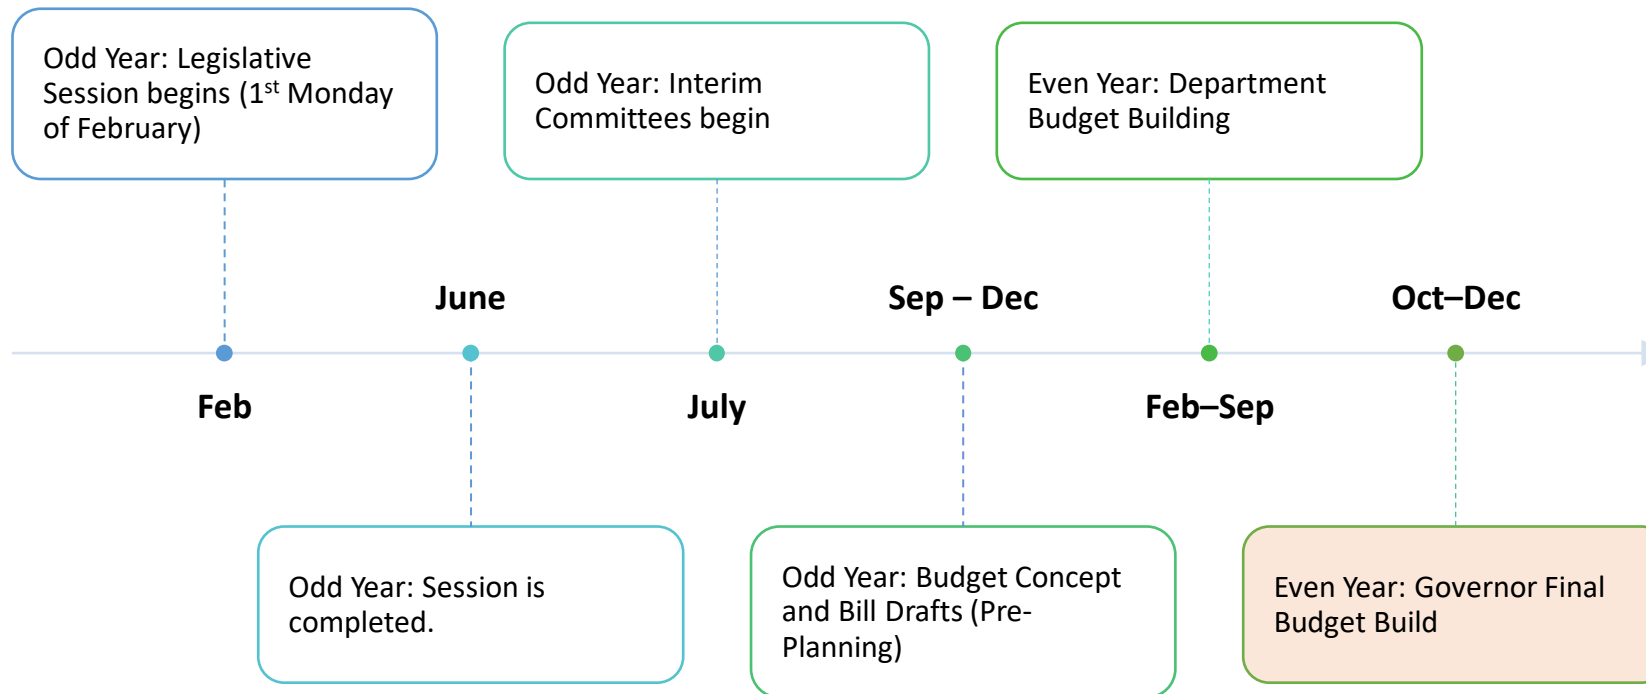 Odd Year: Legislative
Session begins (1st Monday
of February)
Odd Year: Interim
Committees begin
Even Year: Department
Budget Building
June
Sep – Dec
Oct–Dec
Feb
July
Feb–Sep
Odd Year: Session is
completed.
Odd Year: Budget Concept
and Bill Drafts (Pre-
Planning)
Even Year: Governor Final
Budget Build